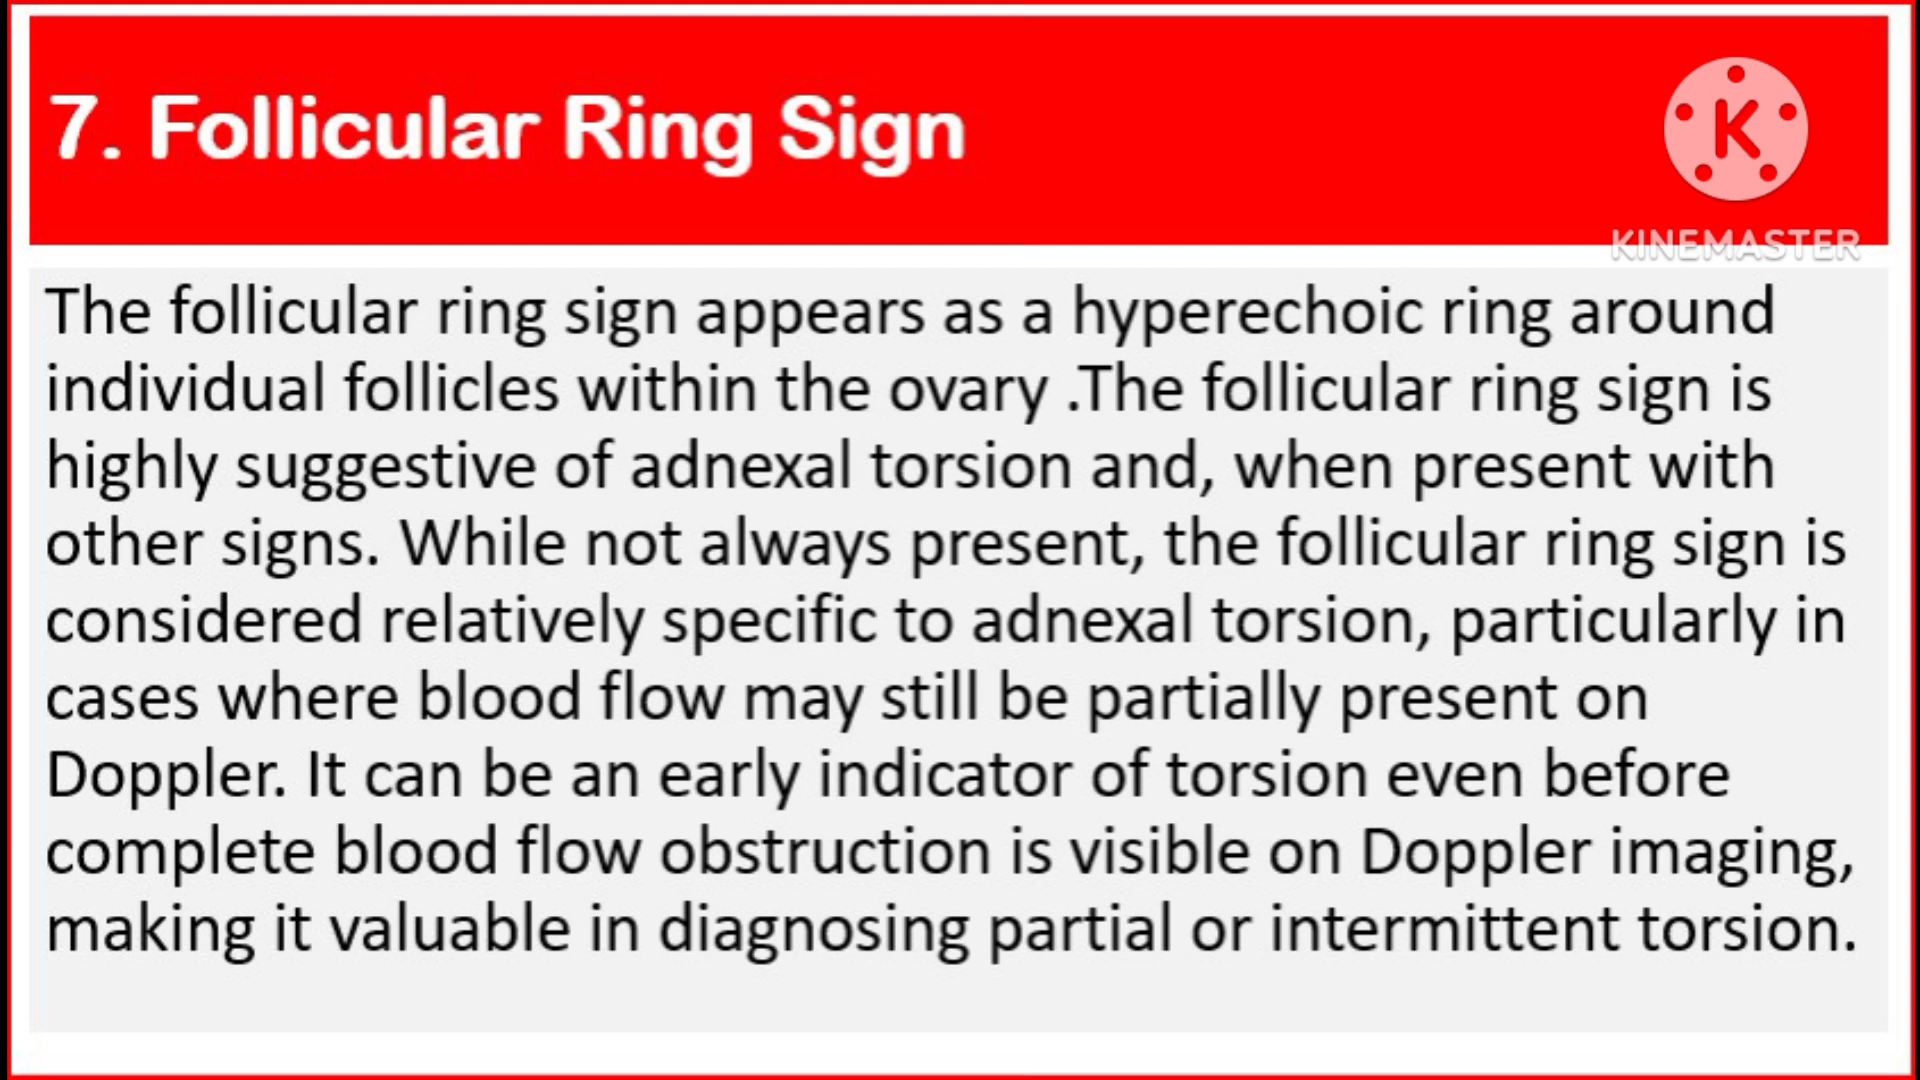 7. Follicular Ring Sign
K
KINEMASTER
The follicular ring sign appears as a hyperechoic ring around
individual follicles within the ovary .The follicular ring sign is
highly suggestive of adnexal torsion and, when present with
other signs. While not always present, the follicular ring sign is
considered relatively specific to adnexal torsion, particularly in
cases where blood flow may still be partially present on
Doppler. It can be an early indicator of torsion even before
complete blood flow obstruction is visible on Doppler imaging,
making it valuable in diagnosing partial or intermittent torsion.